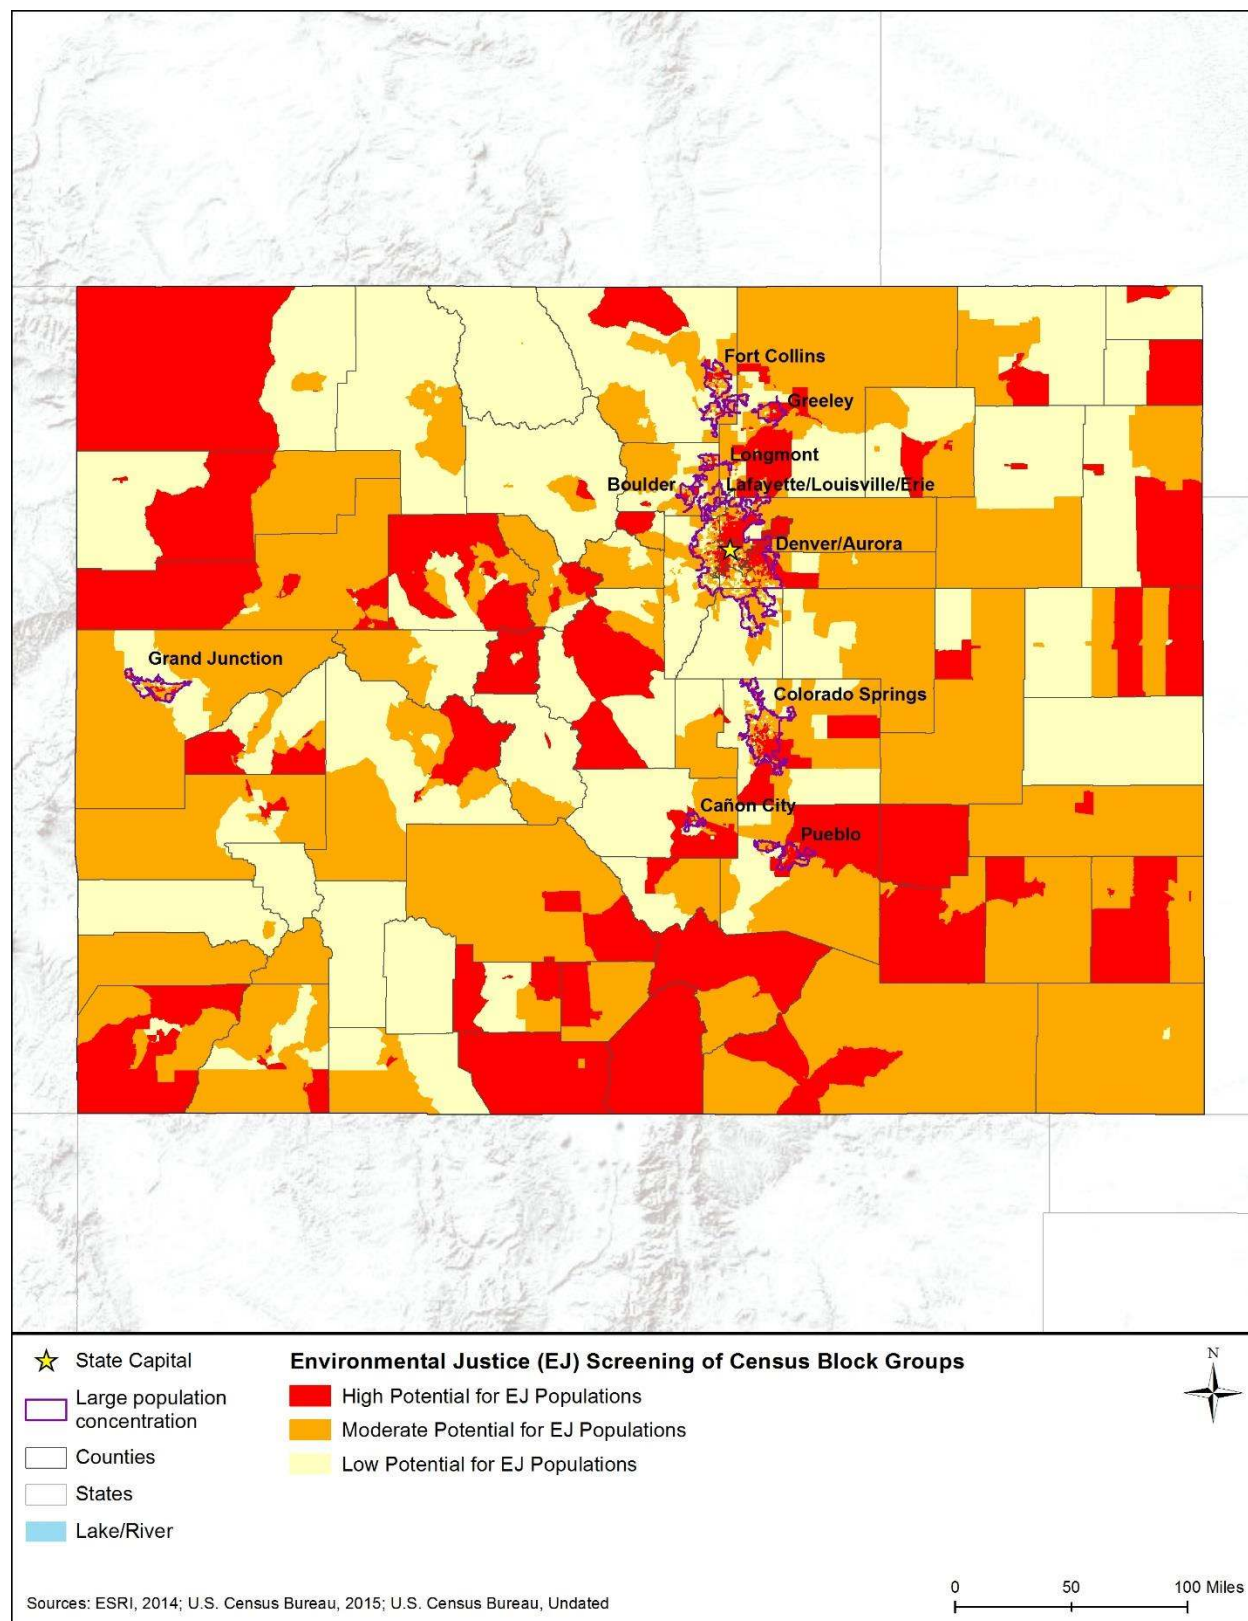 Fort Collins
Greeley
Longmont
Boulder
Lafayette/Louisville/Erie
Denver/Aurora
Grand Junction
Colorado Springs
Cañon City
Pueblo
State Capital
Large population
concentration
Counties
States
Lake/River
Environmental Justice (EJ) Screening of Census Block Groups
High Potential for EJ Populations
Moderate Potential for EJ Populations
Low Potential for EJ Populations
N
0 50 100 Miles
Sources: ESRI, 2014; U.S. Census Bureau, 2015; U.S. Census Bureau, Undated